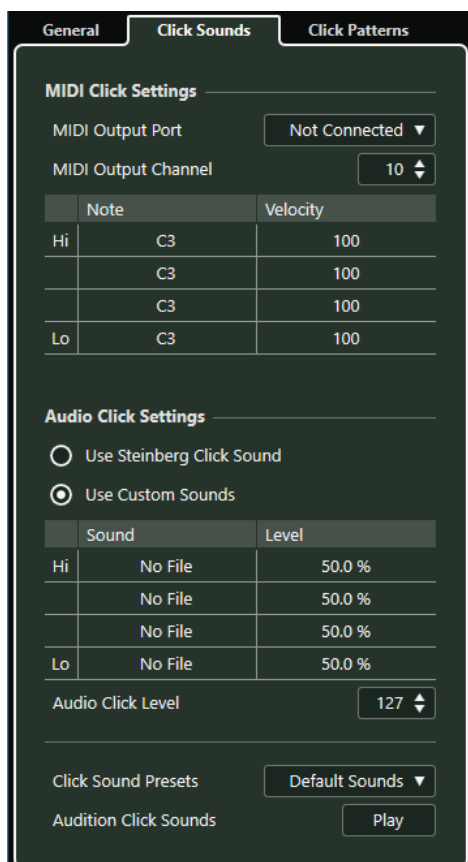 General Click Sounds Click Patterns
MIDI Click Settings
MIDI Output Port Not Connected
MIDI Output Channel 10
Note Velocity
Hi C3 100
C3 100
C3 100
Lo C3 100
Audio Click Settings
Use Steinberg Click Sound
Use Custom Sounds
Sound Level
Hi No File 50.0 %
No File 50.0 %
No File 50.0 %
Lo No File 50.0 %
Audio Click Level 127
Click Sound Presets Default Sounds
Audition Click Sounds Play